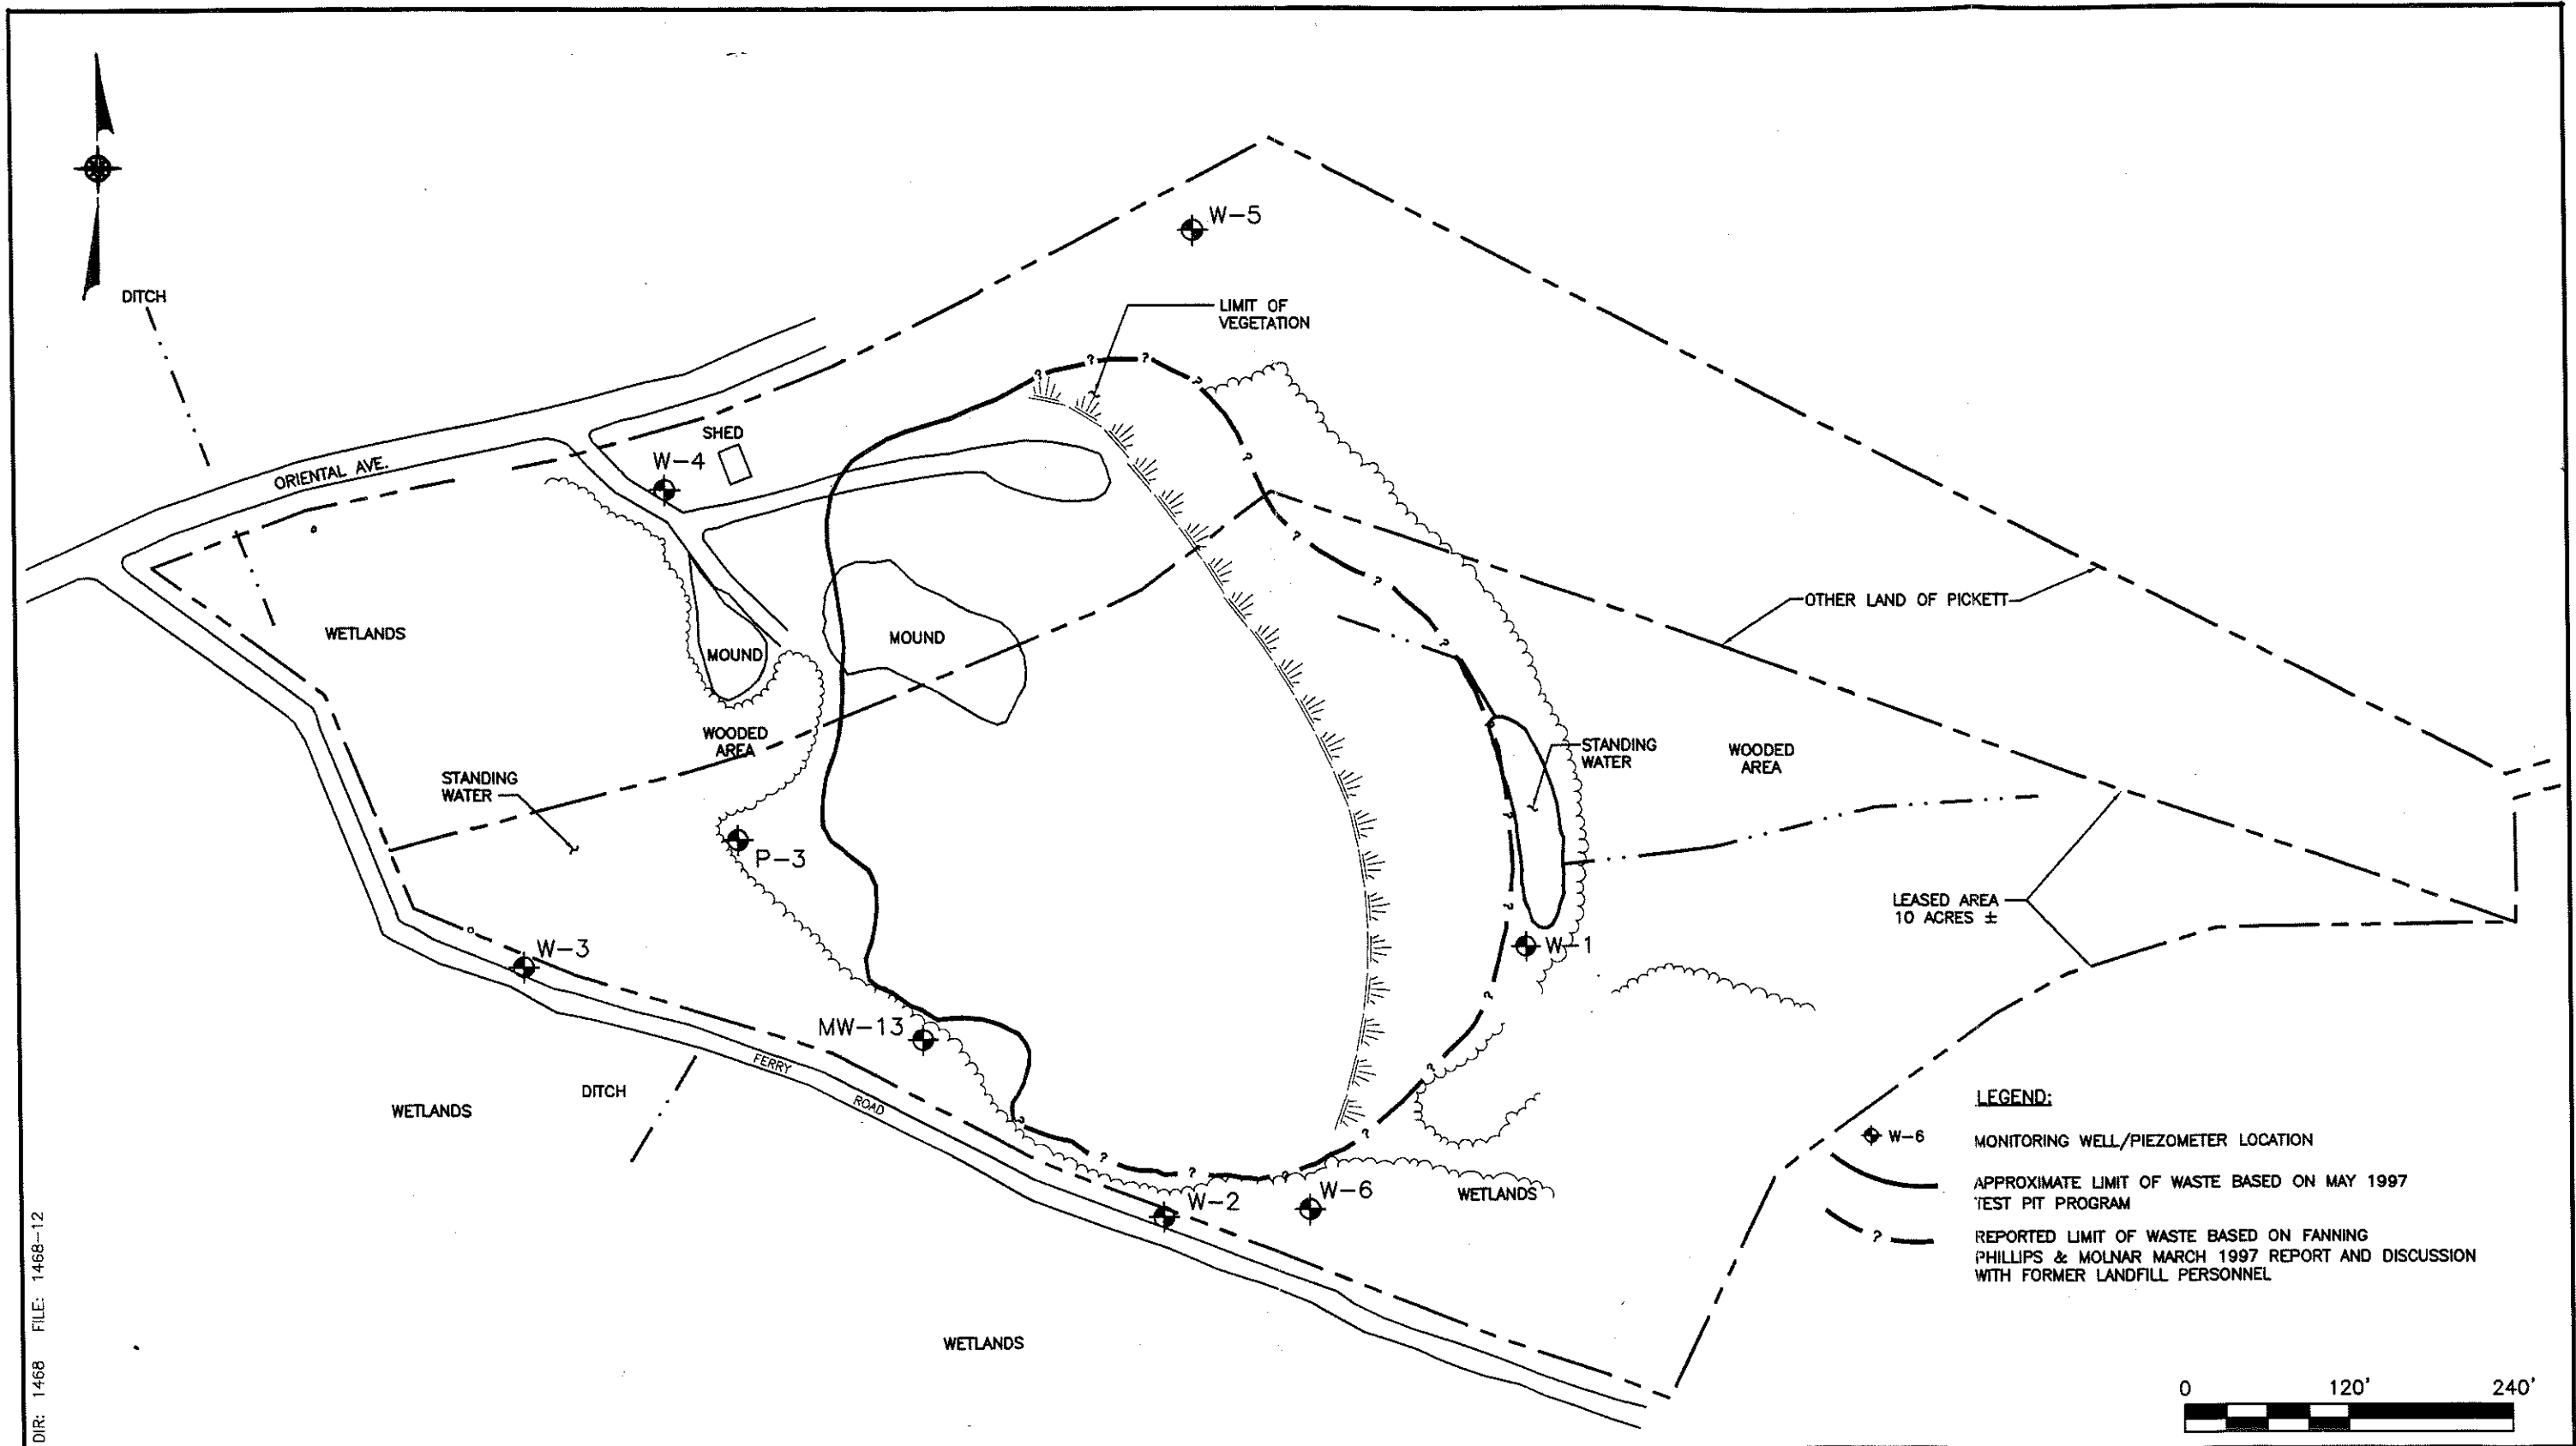 W-5
DITCH
LIMIT OF
VEGETATION
? ? ? ? ? ? ? ? ? ?
SHED
W-4
ORIENTAL AVE.
OTHER LAND OF PICKETT
WETLANDS
MOUND
MOUND
WOODED
AREA
STANDING
WATER
STANDING
WATER
WOODED
AREA
P-3
LEASED AREA
10 ACRES ±
W-3
W-1
MW-13
FERRY
ROAD
DITCH
WETLANDS
W-2
W-6
WETLANDS
WETLANDS
LEGEND:
W-6
MONITORING WELL/PIEZOMETER LOCATION
APPROXIMATE LIMIT OF WASTE BASED ON MAY 1997
TEST PIT PROGRAM
?
REPORTED LIMIT OF WASTE BASED ON FANNING
PHILLIPS & MOLNAR MARCH 1997 REPORT AND DISCUSSION
WITH FORMER LANDFILL PERSONNEL
0 120' 240'
DIR: 1468 FILE: 1468-12